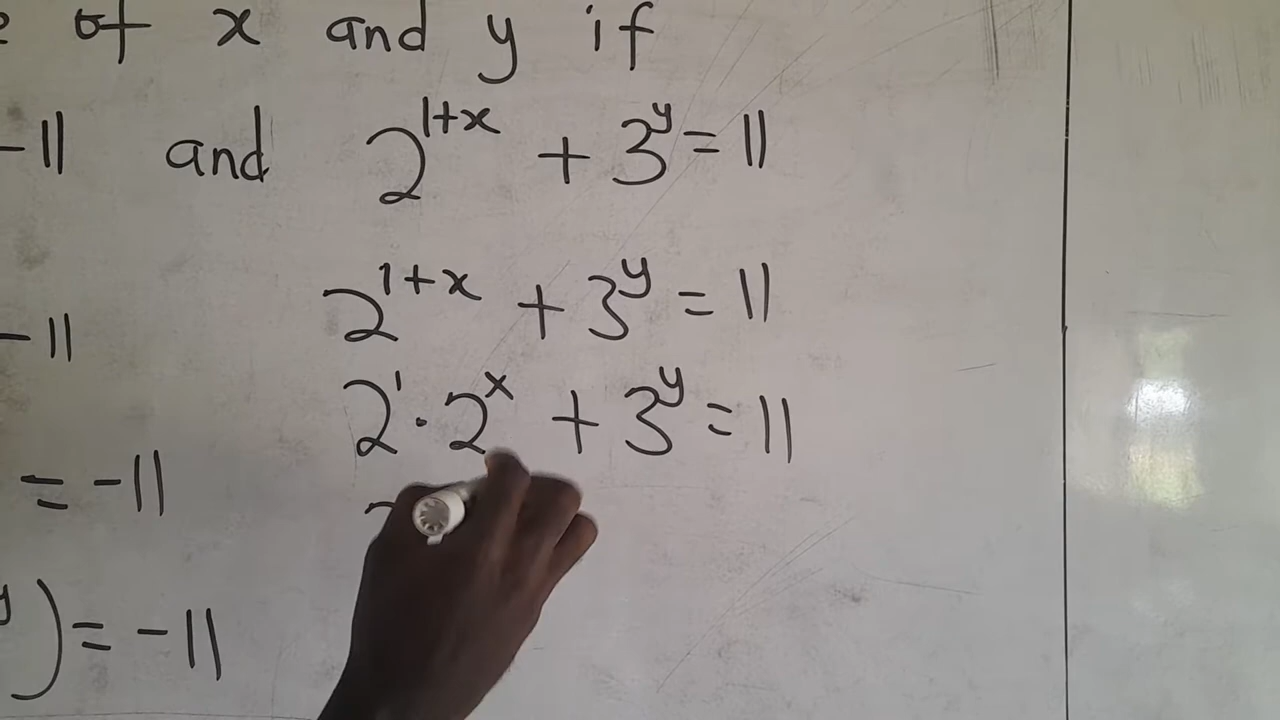 of x and y if
-11 and 2^{1+x} + 3^y = 11
-11 2^{1+x} + 3^y = 11
2^1 · 2^x + 3^y = 11
= -11
y) = -11